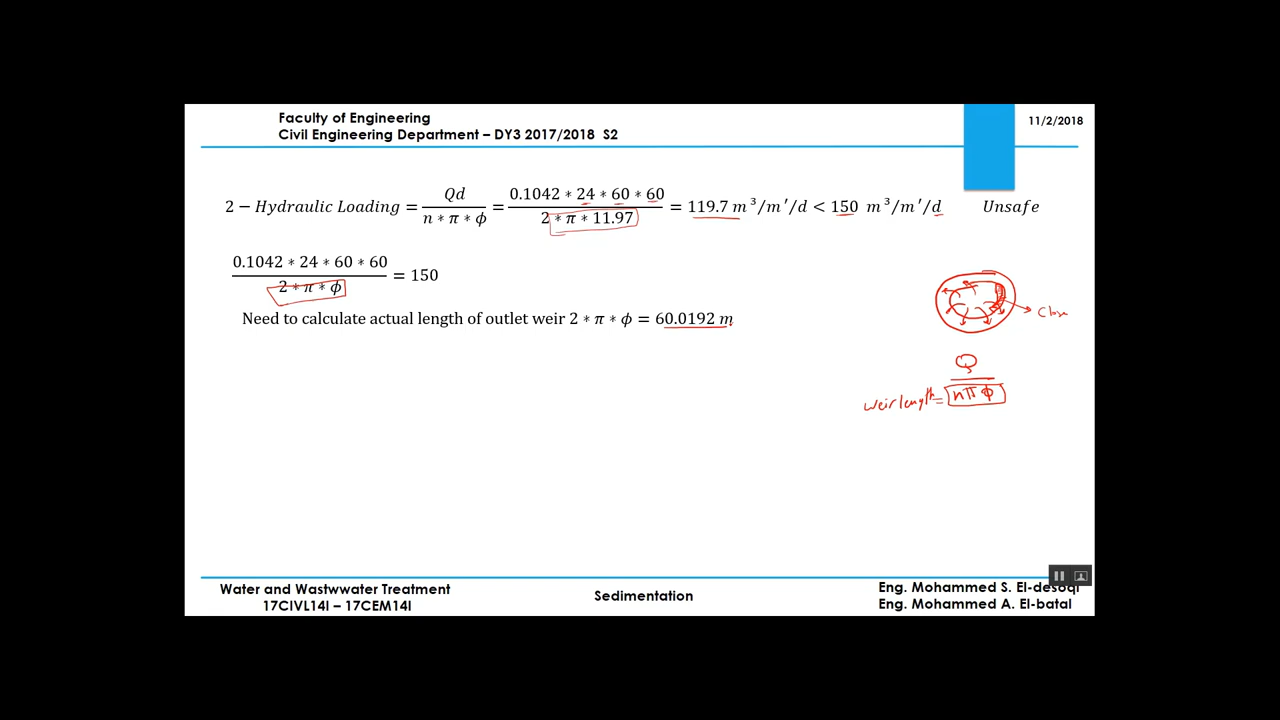 Faculty of Engineering
Civil Engineering Department – DY3 2017/2018 S2
11/2/2018
2 − Hydraulic Loading = Qd / n * π * ϕ = 0.1042 * 24 * 60 * 60 / 2 * π * 11.97 = 119.7 m³/m′/d < 150 m³/m′/d Unsafe
0.1042 * 24 * 60 * 60 / 2 * π * ϕ = 150
Need to calculate actual length of outlet weir 2 * π * ϕ = 60.0192 m
Q
weir length = nπϕ
Water and Wastwwater Treatment
17CIVL14I – 17CEM14I
Sedimentation
Eng. Mohammed S. El-desoqi
Eng. Mohammed A. El-batal